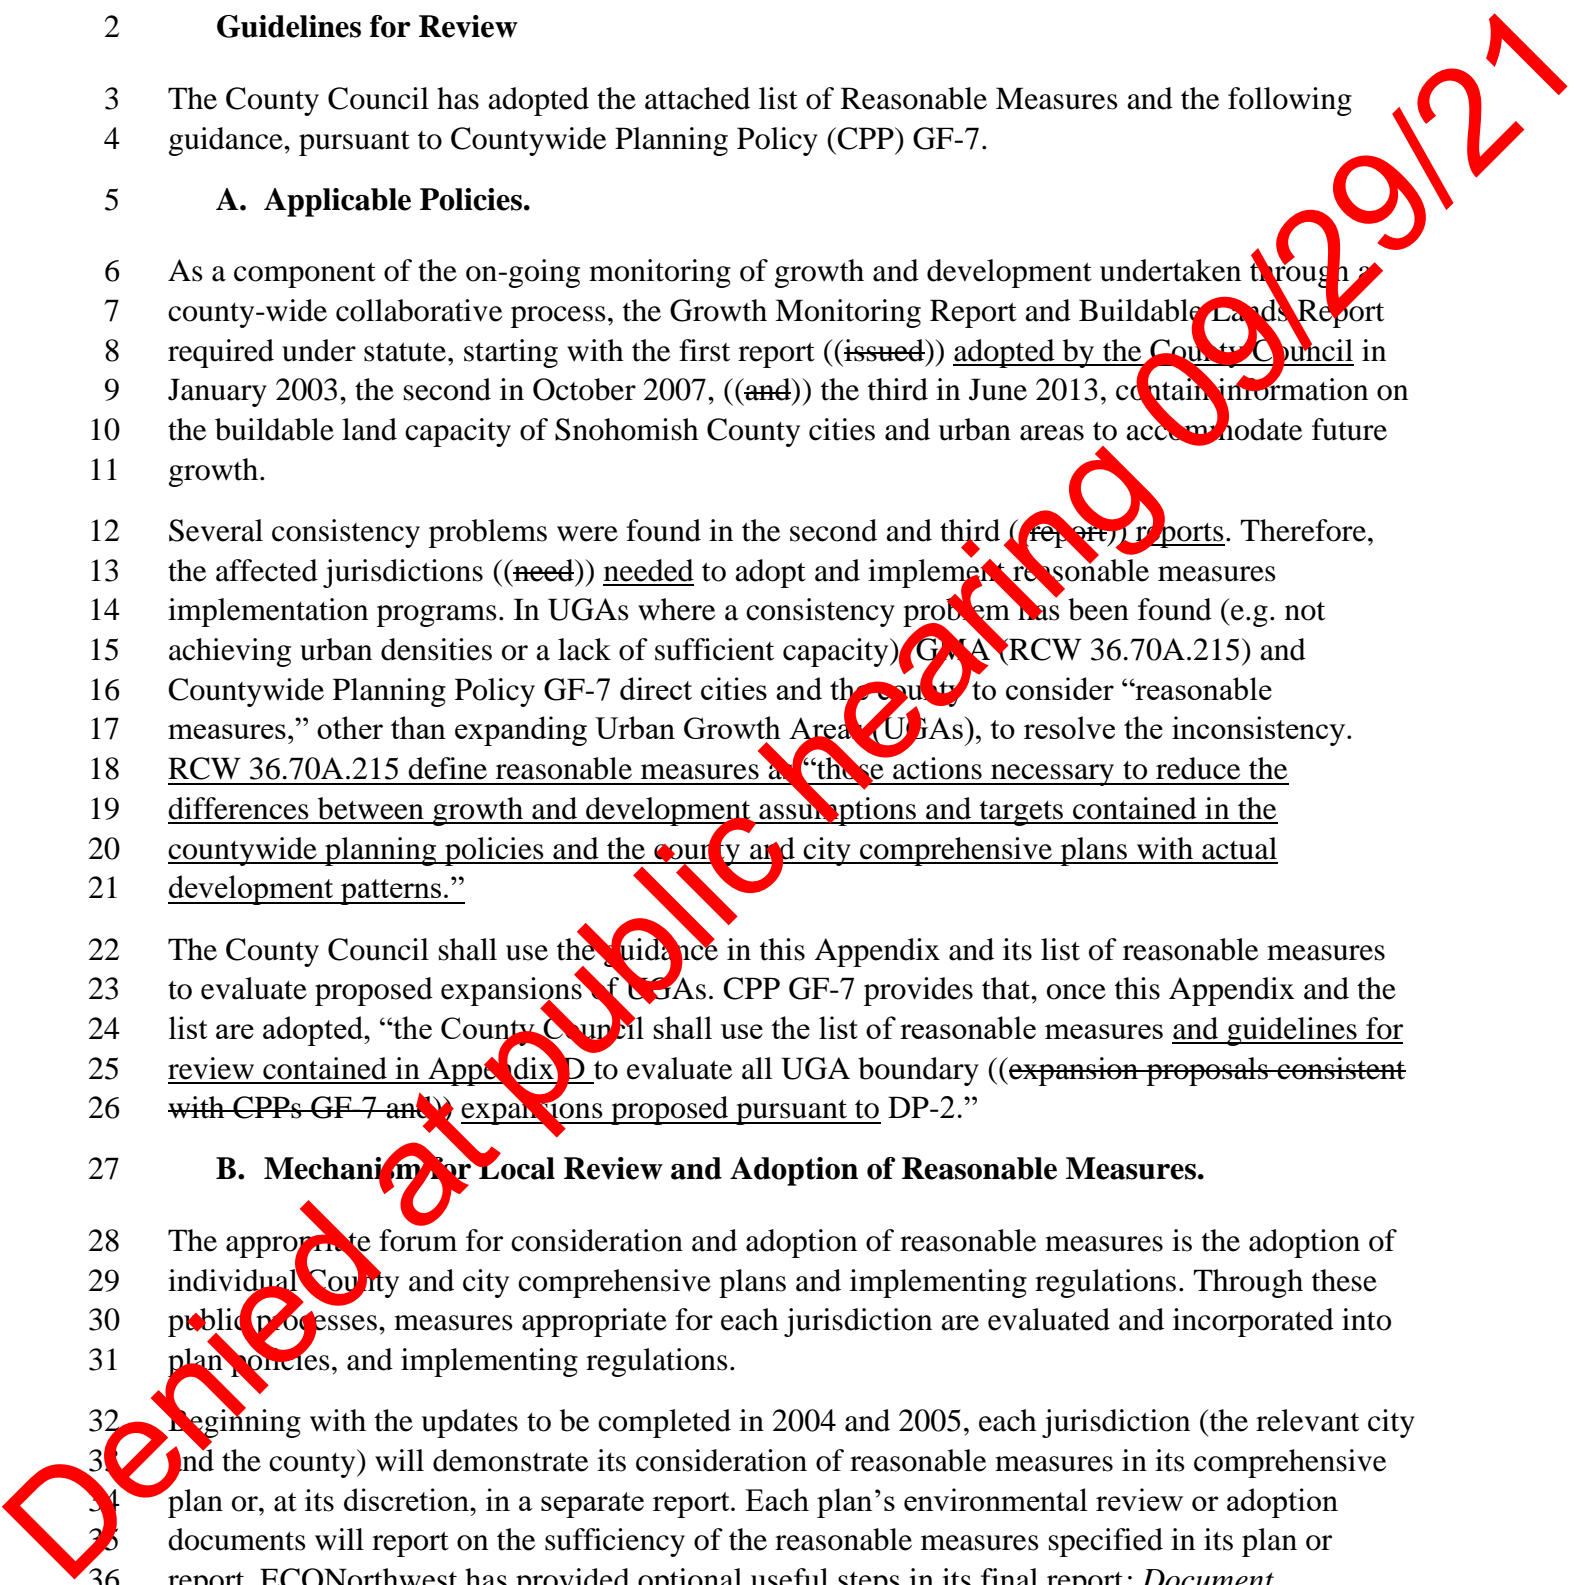 2 Guidelines for Review
3 The County Council has adopted the attached list of Reasonable Measures and the following
4 guidance, pursuant to Countywide Planning Policy (CPP) GF-7.
5 A. Applicable Policies.
6 As a component of the on-going monitoring of growth and development undertaken through a
7 county-wide collaborative process, the Growth Monitoring Report and Buildable Lands Report
8 required under statute, starting with the first report ((issued)) adopted by the County Council in
9 January 2003, the second in October 2007, ((and)) the third in June 2013, contain information on
10 the buildable land capacity of Snohomish County cities and urban areas to accommodate future
11 growth.
12 Several consistency problems were found in the second and third ((report)) reports. Therefore,
13 the affected jurisdictions ((need)) needed to adopt and implement reasonable measures
14 implementation programs. In UGAs where a consistency problem has been found (e.g. not
15 achieving urban densities or a lack of sufficient capacity), GMA (RCW 36.70A.215) and
16 Countywide Planning Policy GF-7 direct cities and the county to consider “reasonable
17 measures,” other than expanding Urban Growth Areas (UGAs), to resolve the inconsistency.
18 RCW 36.70A.215 define reasonable measures as “those actions necessary to reduce the
19 differences between growth and development assumptions and targets contained in the
20 countywide planning policies and the county and city comprehensive plans with actual
21 development patterns.”
22 The County Council shall use the guidance in this Appendix and its list of reasonable measures
23 to evaluate proposed expansions of UGAs. CPP GF-7 provides that, once this Appendix and the
24 list are adopted, “the County Council shall use the list of reasonable measures and guidelines for
25 review contained in Appendix D to evaluate all UGA boundary ((expansion proposals consistent
26 with CPPs GF-7 and)) expansions proposed pursuant to DP-2.”
27 B. Mechanism for Local Review and Adoption of Reasonable Measures.
28 The appropriate forum for consideration and adoption of reasonable measures is the adoption of
29 individual County and city comprehensive plans and implementing regulations. Through these
30 public processes, measures appropriate for each jurisdiction are evaluated and incorporated into
31 plan policies, and implementing regulations.
32 Beginning with the updates to be completed in 2004 and 2005, each jurisdiction (the relevant city
33 and the county) will demonstrate its consideration of reasonable measures in its comprehensive
34 plan or, at its discretion, in a separate report. Each plan’s environmental review or adoption
35 documents will report on the sufficiency of the reasonable measures specified in its plan or
36 report. ECONorthwest has provided optional useful steps in its final report: Document
Denied at public hearing 09/29/21